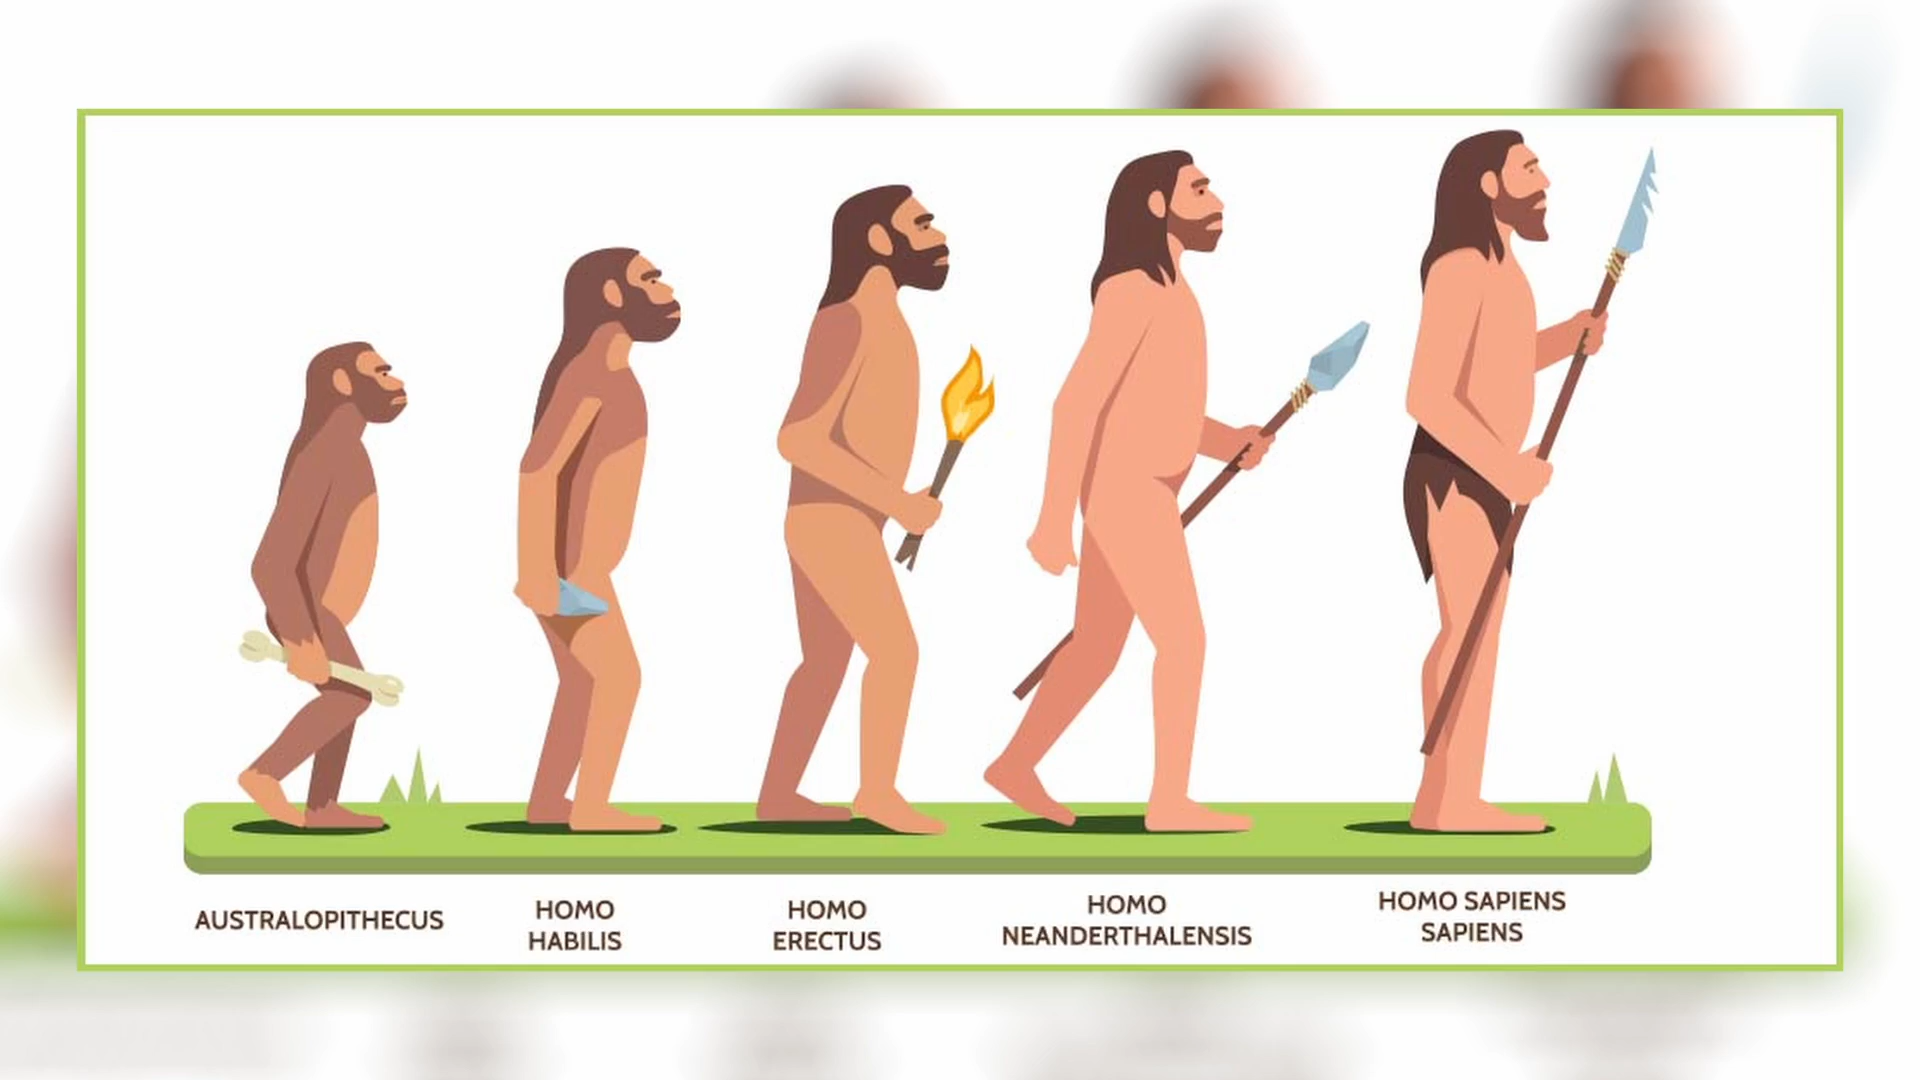 AUSTRALOPITHECUS
HOMO
HABILIS
HOMO
ERECTUS
HOMO
NEANDERTHALENSIS
HOMO SAPIENS
SAPIENS